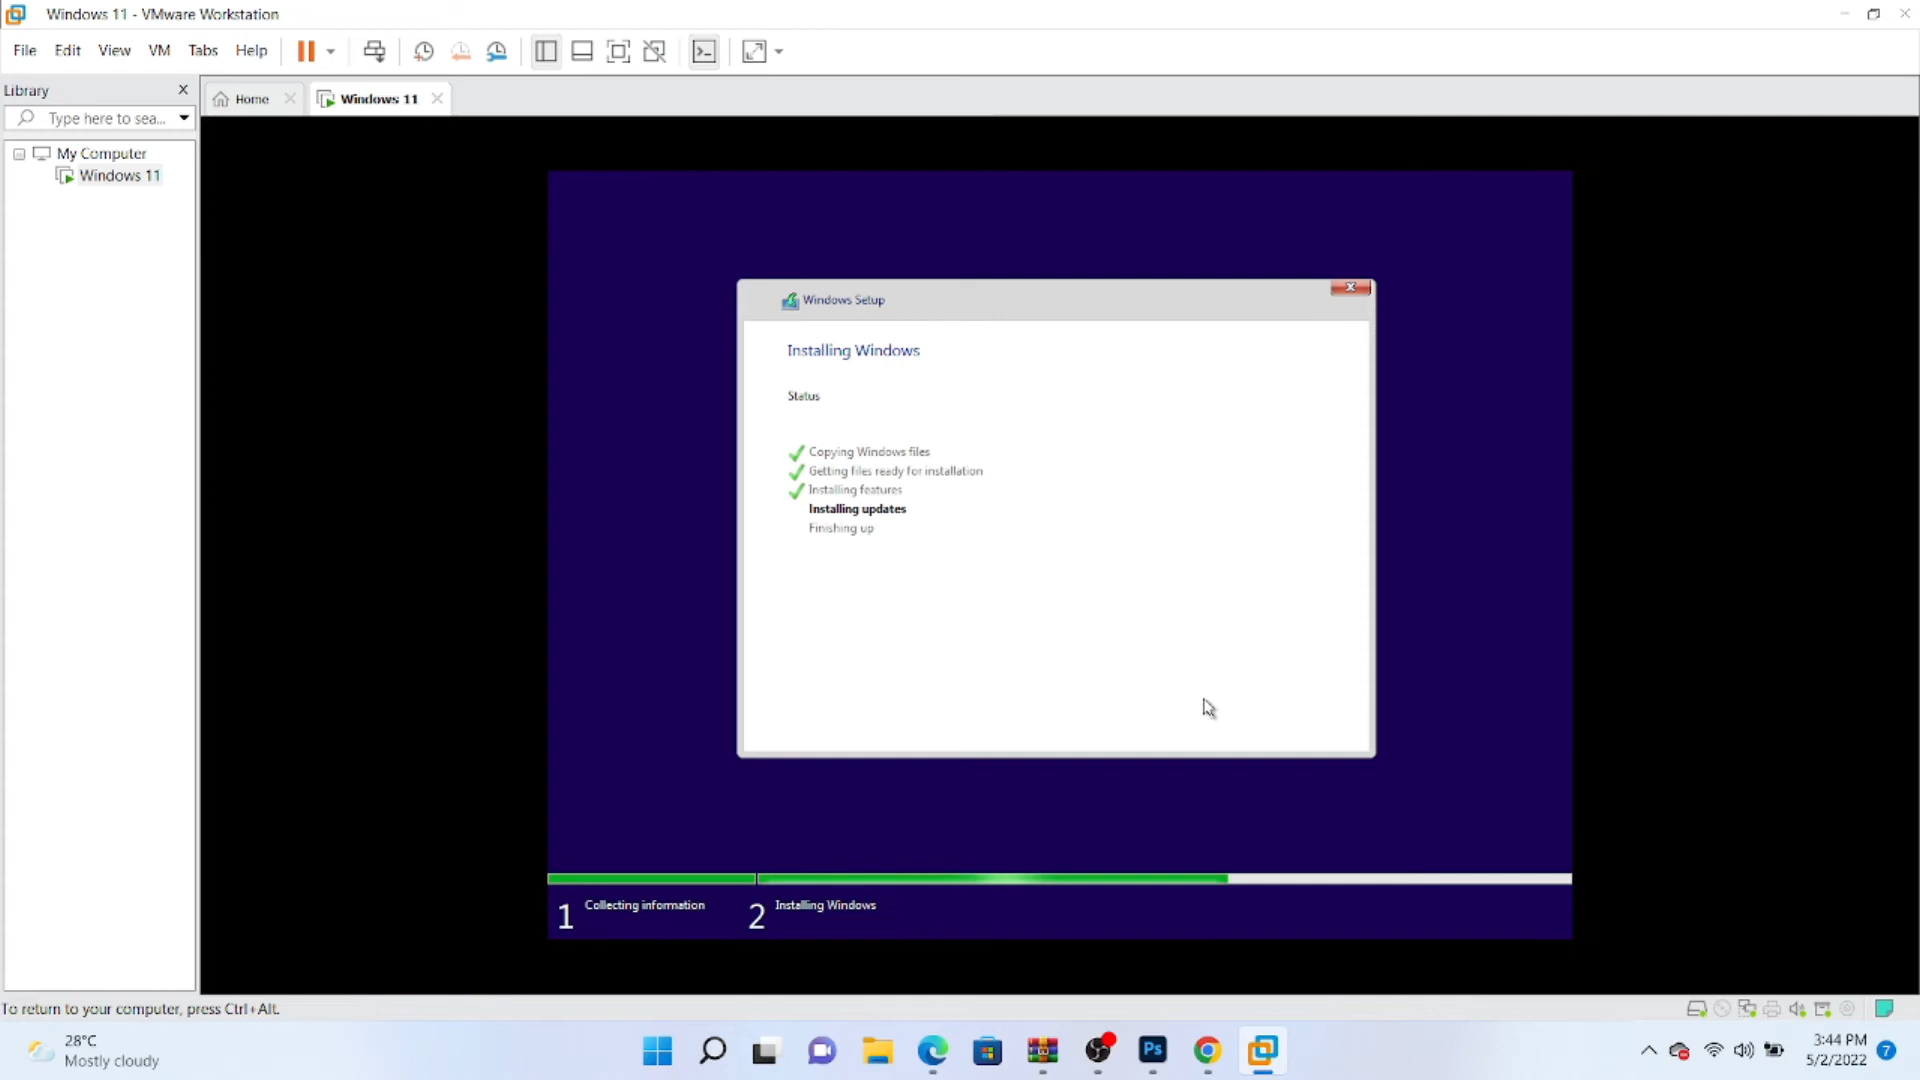 Windows 11 - VMware Workstation
File Edit View VM Tabs Help
Library
Type here to sea...
Home
Windows 11
My Computer
Windows 11
Windows Setup
Installing Windows
Status
Copying Windows files
Getting files ready for installation
Installing features
Installing updates
Finishing up
1 Collecting information
2 Installing Windows
To return to your computer, press Ctrl+Alt.
28°C
Mostly cloudy
Ps
3:44 PM
5/2/2022
7